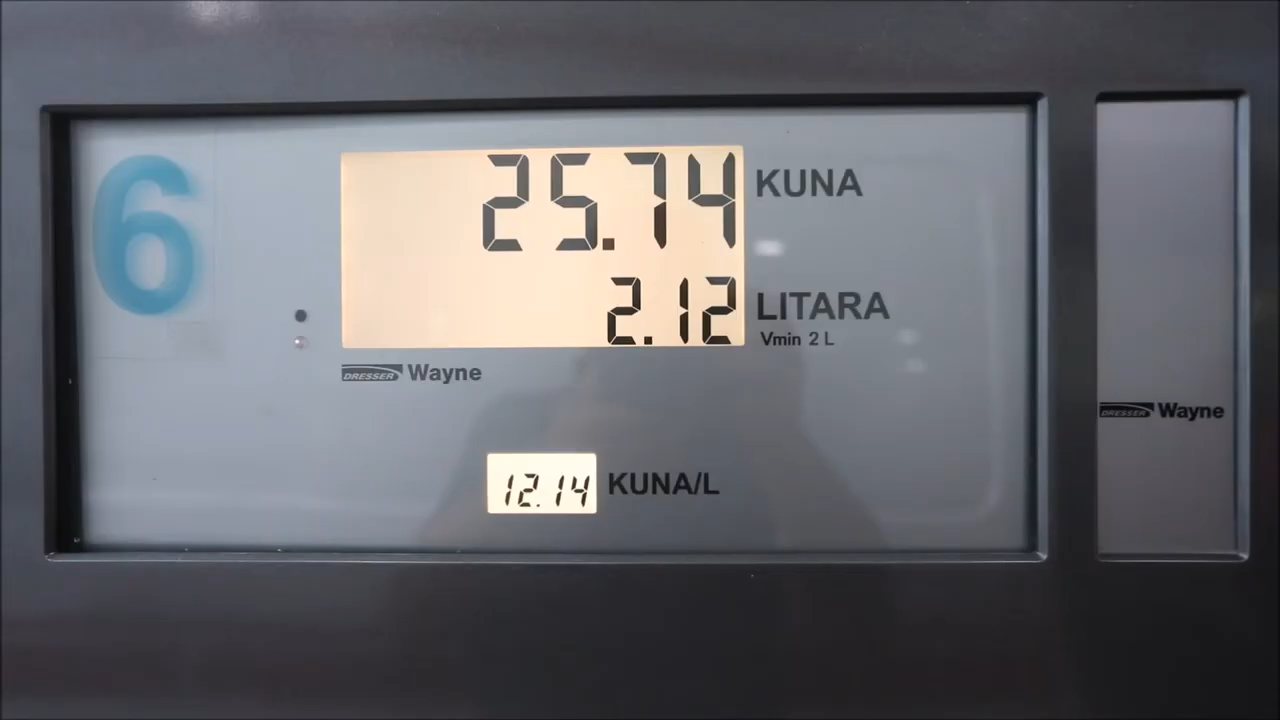 6
25.74 KUNA
2.12 LITARA
Vmin 2 L
DRESSER Wayne
12.14 KUNA/L
DRESSER Wayne